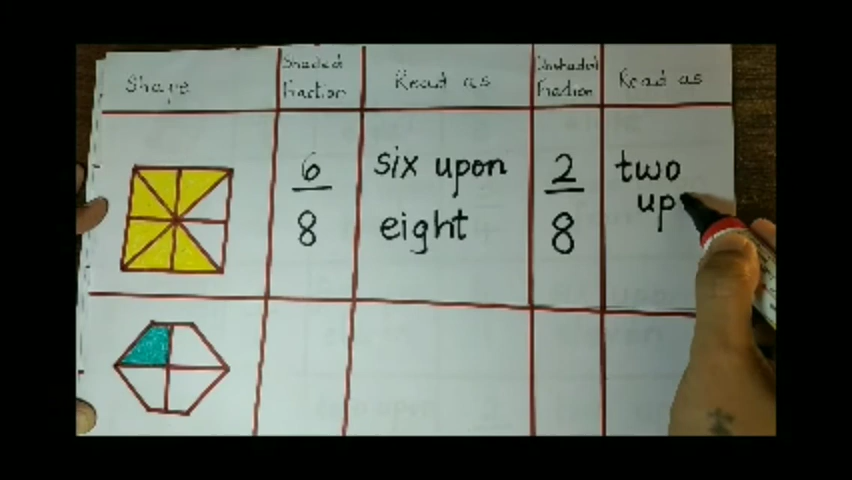 Shape
Shaded
Fraction
Read as
Unshaded
Fraction
Read as
6
8
six upon
eight
2
8
two
up